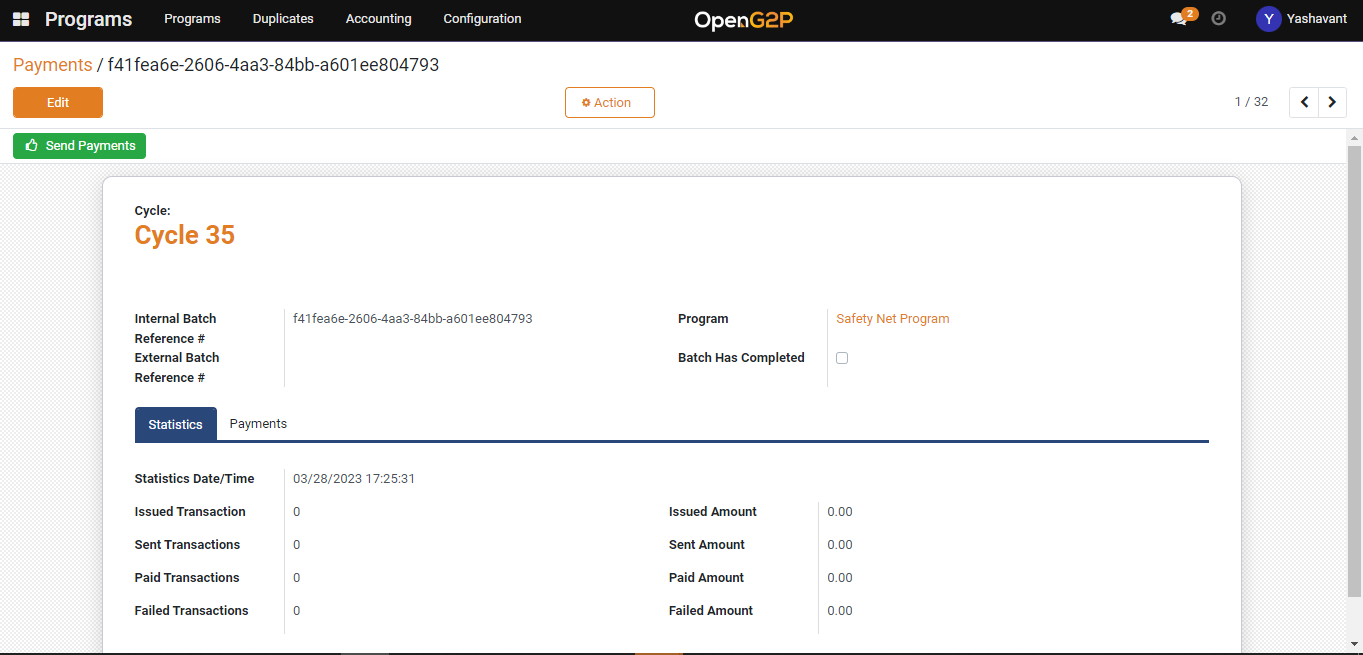 Programs Programs Duplicates Accounting Configuration OpenG2P 2 Y Yashavant
Payments / f41fea6e-2606-4aa3-84bb-a601ee804793
Edit Action 1 / 32
Send Payments
Cycle:
Cycle 35
Internal Batch f41fea6e-2606-4aa3-84bb-a601ee804793 Program Safety Net Program
Reference #
External Batch Batch Has Completed
Reference #
Statistics Payments
Statistics Date/Time 03/28/2023 17:25:31
Issued Transaction 0 Issued Amount 0.00
Sent Transactions 0 Sent Amount 0.00
Paid Transactions 0 Paid Amount 0.00
Failed Transactions 0 Failed Amount 0.00